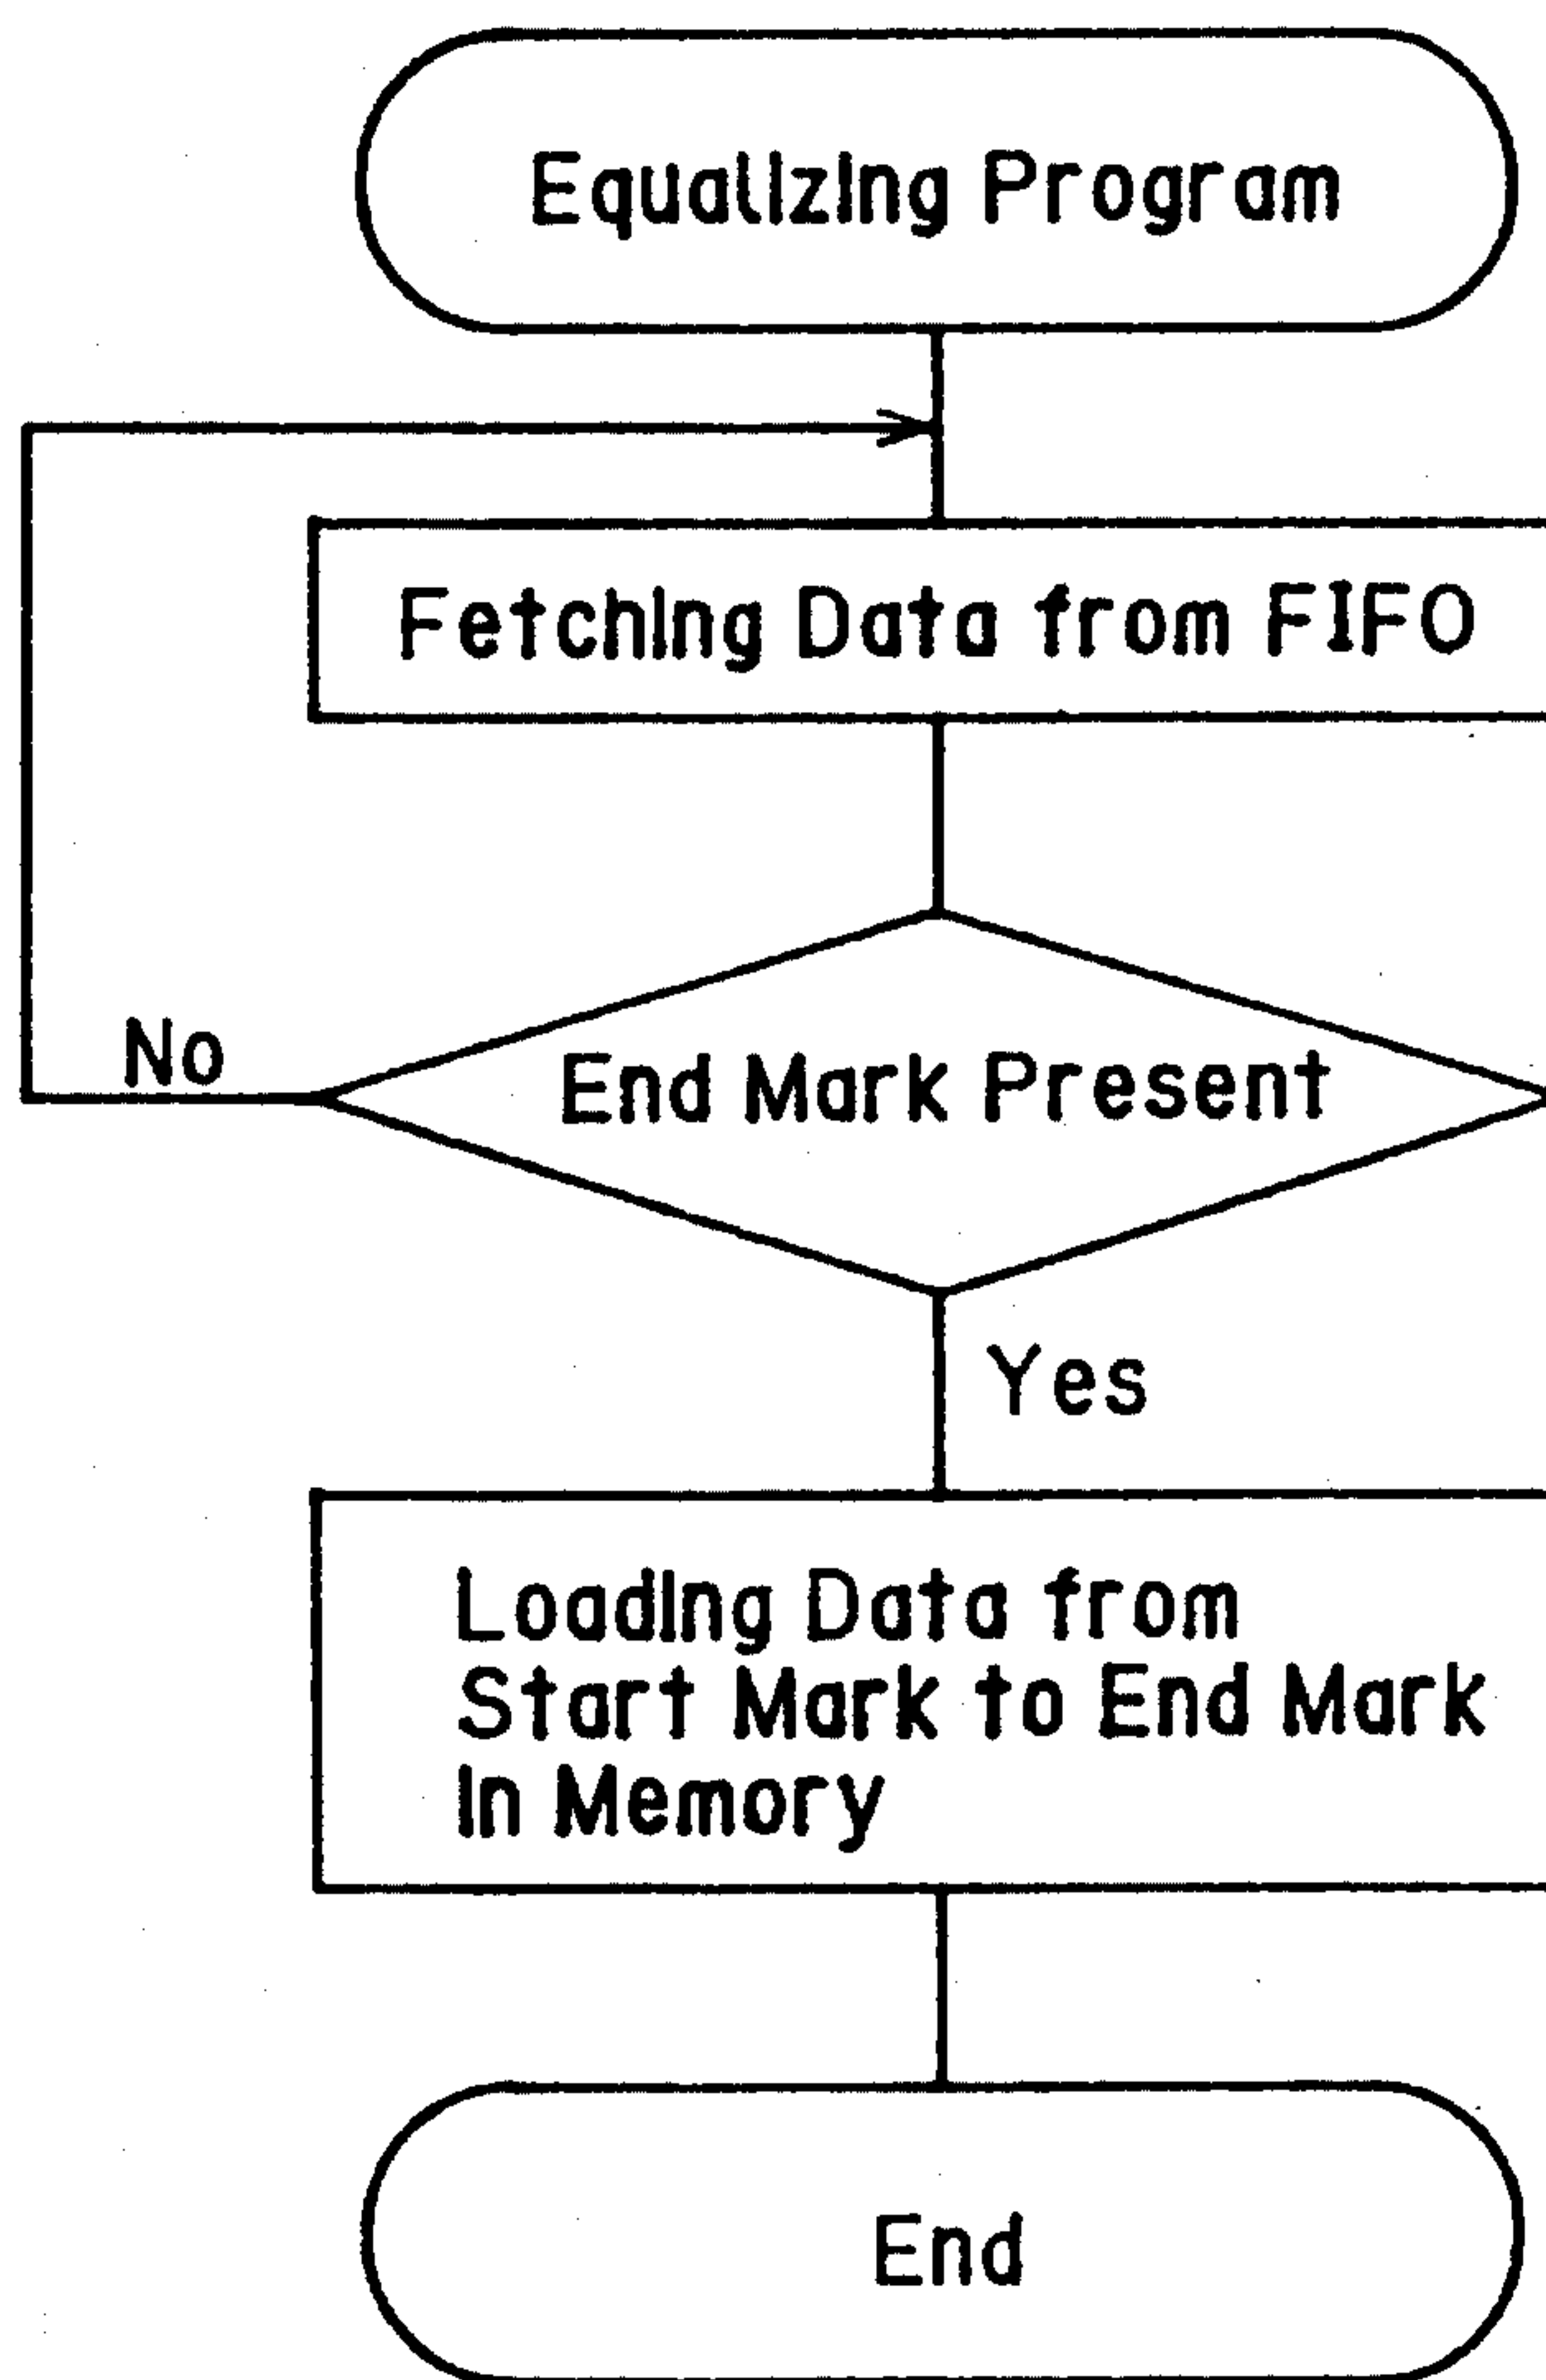 Equalizing Program
Fetching Data from FIFO
No
End Mark Present
Yes
Loading Data from
Start Mark to End Mark
in Memory
End